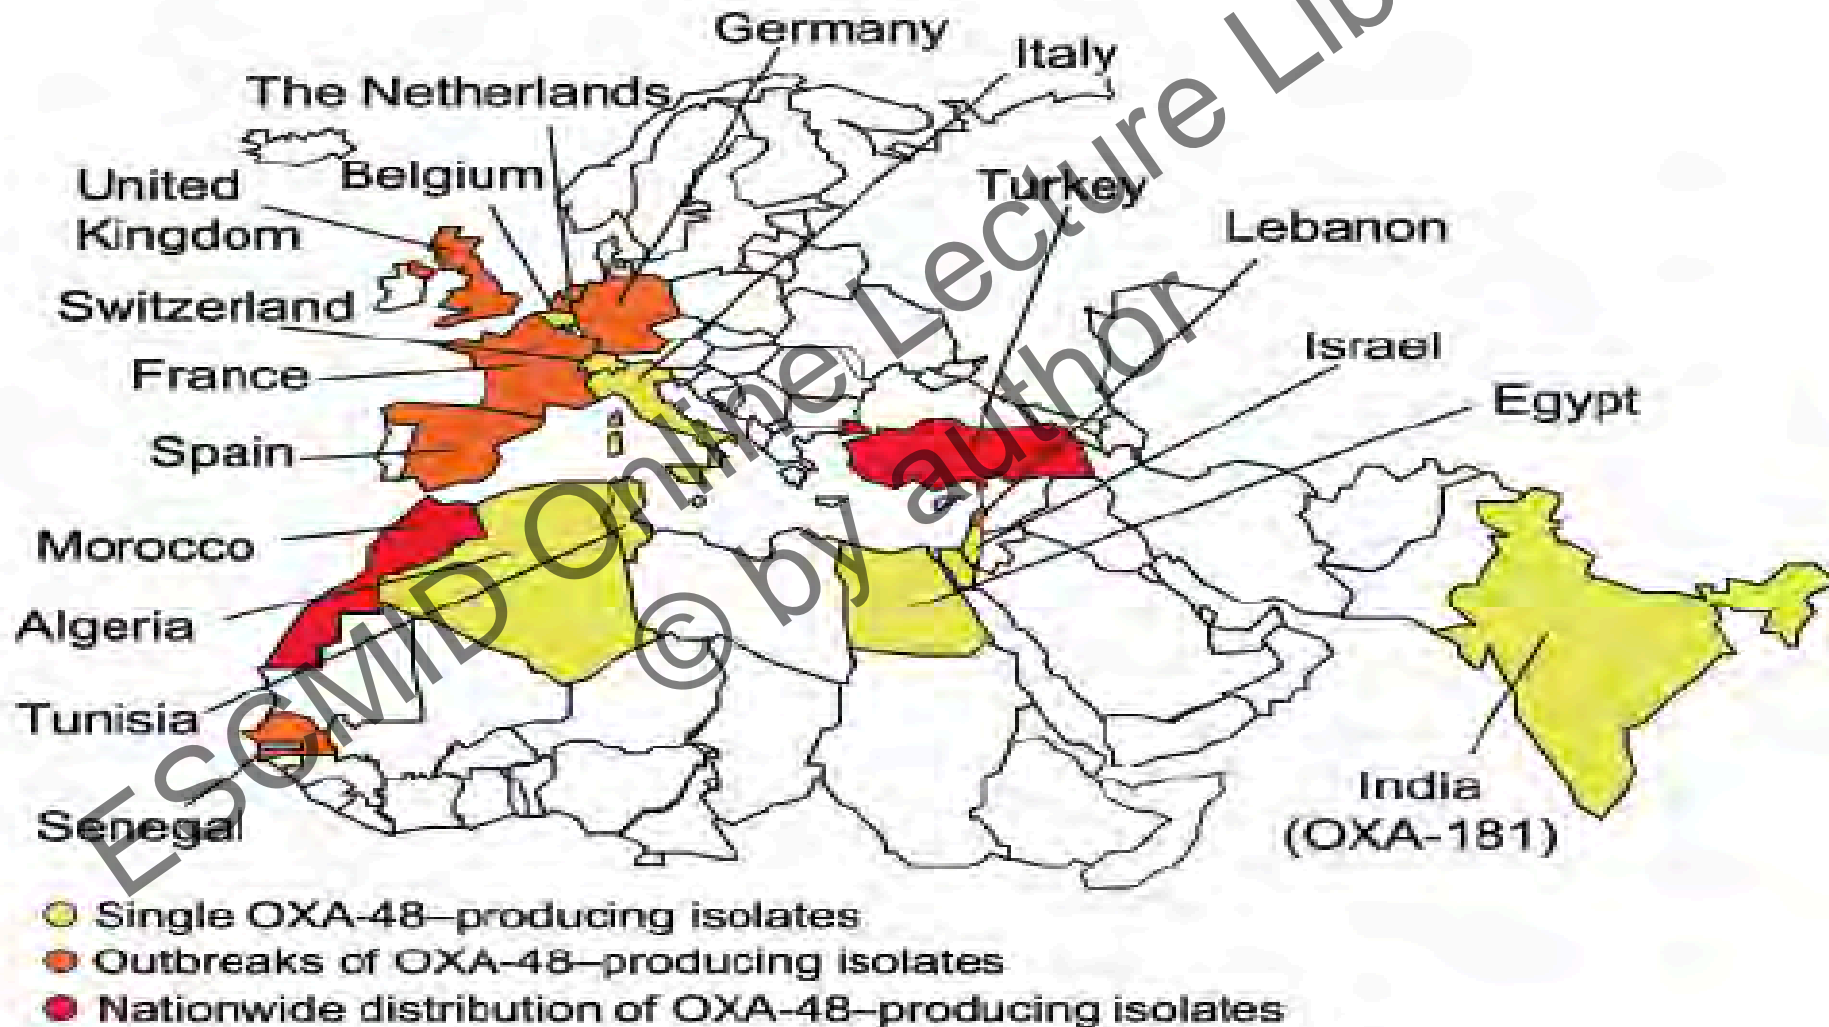 Germany
Italy
The Netherlands
United
Kingdom
Belgium
Turkey
Lebanon
Switzerland
France
Israel
Egypt
Spain
Morocco
Algeria
Tunisia
Senegal
India
(OXA-181)
Single OXA-48–producing isolates
Outbreaks of OXA-48–producing isolates
Nationwide distribution of OXA-48–producing isolates
ESCMID Online Lecture
© by author